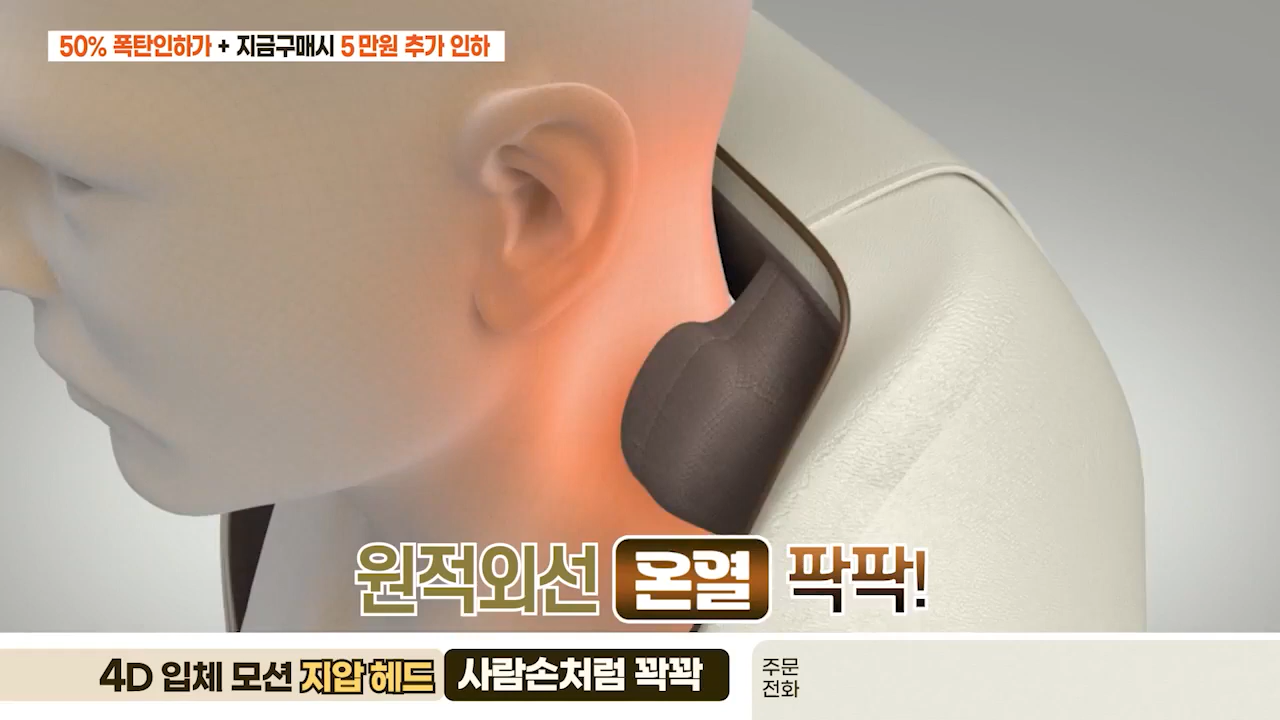 50% 폭탄인하가 + 지금구매시 5만원 추가 인하
원적외선 온열 팍팍!
4D 입체 모션 지압 헤드 사람손처럼 꽉꽉
주문
전화